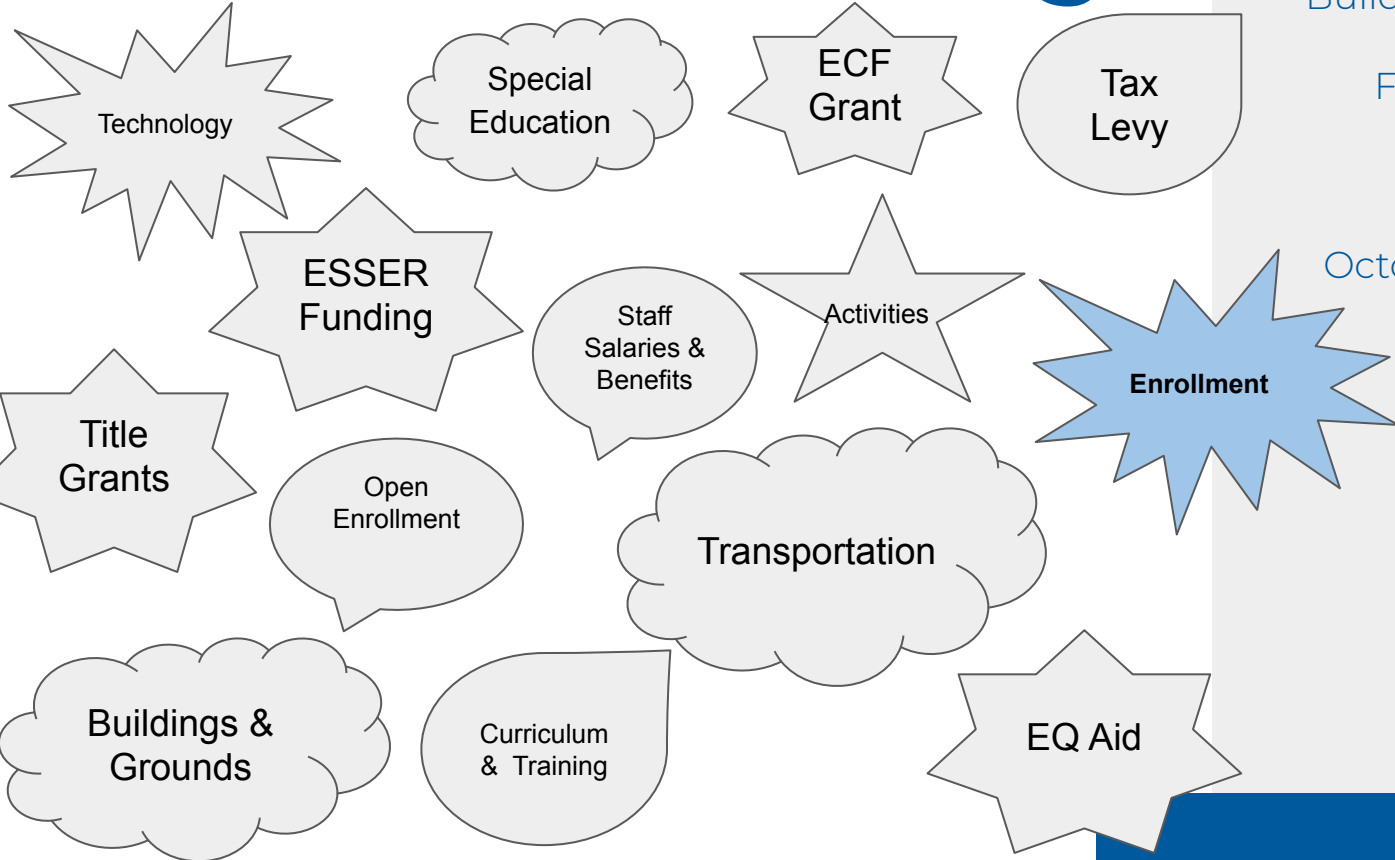 Technology
Special
Education
ECF
Grant
Tax
Levy
ESSER
Funding
Staff
Salaries &
Benefits
Activities
Enrollment
Title
Grants
Open
Enrollment
Transportation
Buildings &
Grounds
Curriculum
& Training
EQ Aid